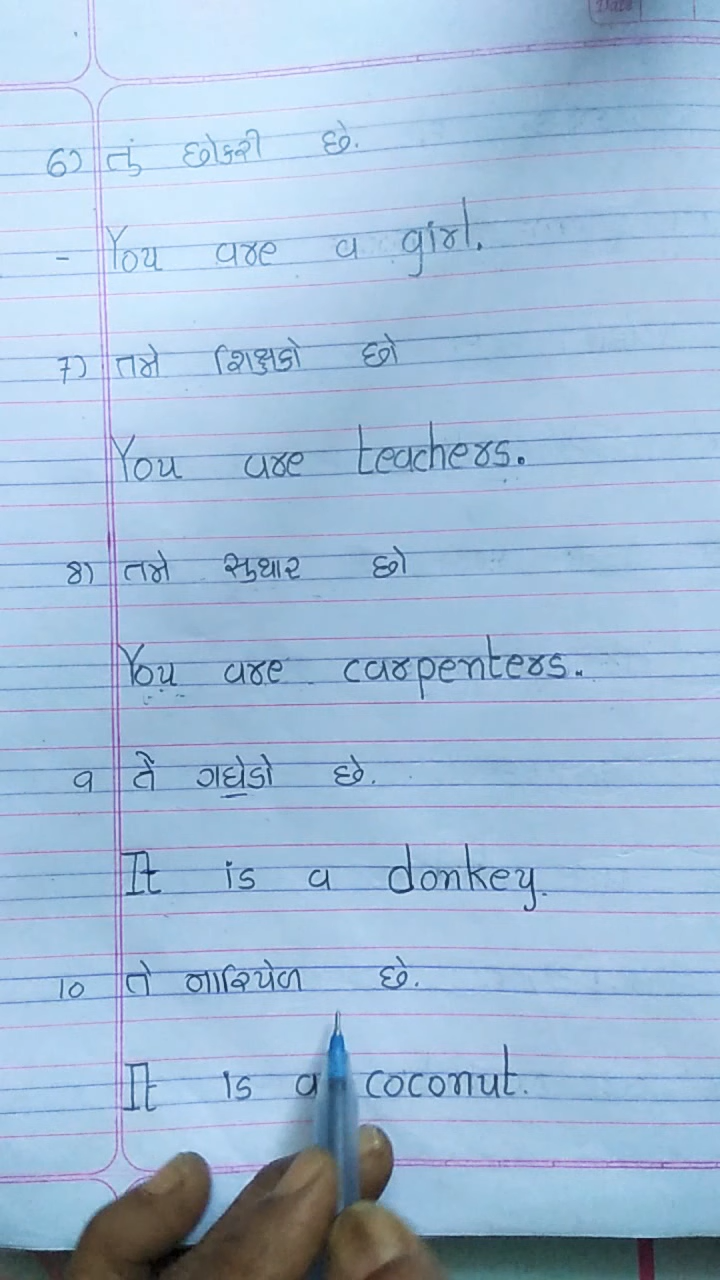 Date
6) તું છોકરી છે.
- You are a girl.
7) તમે શિક્ષકો છો
You are teachers.
8) તમે સુથાર છો
You are carpenters.
9 તે ગધેડો છે.
It is a donkey.
10 તે નારિયેળ છે.
It is a coconut.